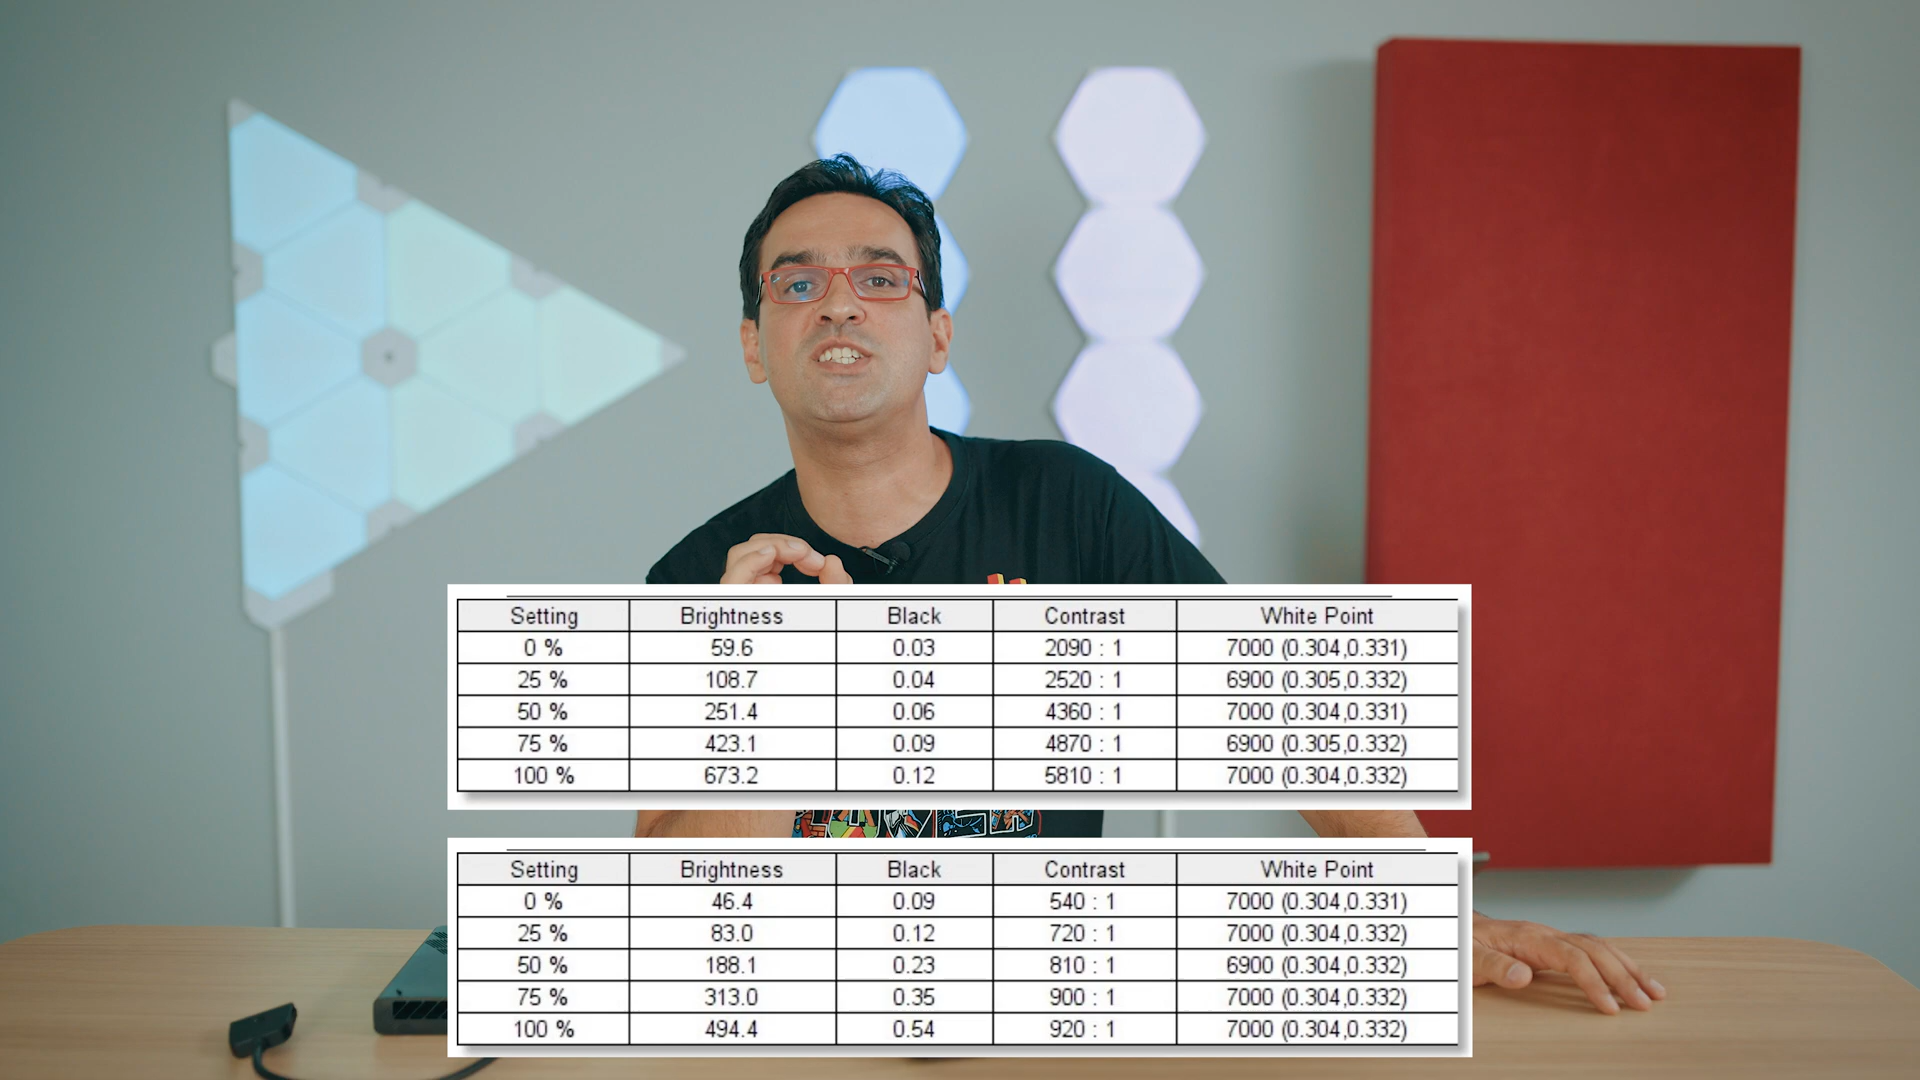 Setting Brightness Black Contrast White Point
0 % 59.6 0.03 2090 : 1 7000 (0.304,0.331)
25 % 108.7 0.04 2520 : 1 6900 (0.305,0.332)
50 % 251.4 0.06 4360 : 1 7000 (0.304,0.331)
75 % 423.1 0.09 4870 : 1 6900 (0.305,0.332)
100 % 673.2 0.12 5810 : 1 7000 (0.304,0.332)
Setting Brightness Black Contrast White Point
0 % 46.4 0.09 540 : 1 7000 (0.304,0.331)
25 % 83.0 0.12 720 : 1 7000 (0.304,0.332)
50 % 188.1 0.23 810 : 1 6900 (0.304,0.332)
75 % 313.0 0.35 900 : 1 7000 (0.304,0.332)
100 % 494.4 0.54 920 : 1 7000 (0.304,0.332)